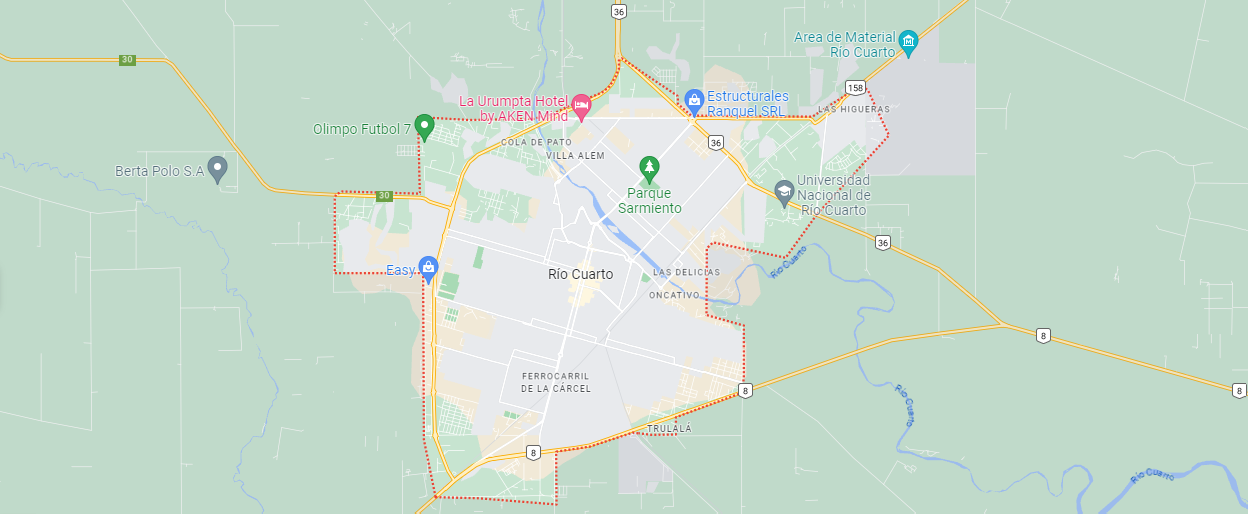 36
Area de Material
Río Cuarto
30
158
La Urumpta Hotel
by AKEN Mind
Estructurales
Ranquel SRL
LAS HIGUERAS
Olimpo Futbol 7
COLA DE PATO
36
VILLA ALEM
Berta Polo S.A
Parque
Sarmiento
Universidad
Nacional de
Río Cuarto
30
36
Río Cuarto
Easy
Río Cuarto
LAS DELICIAS
ONCATIVO
8
FERROCARRIL
DE LA CÁRCEL
8
8
Río Cuarto
TRULALÁ
8
Río Cuarto